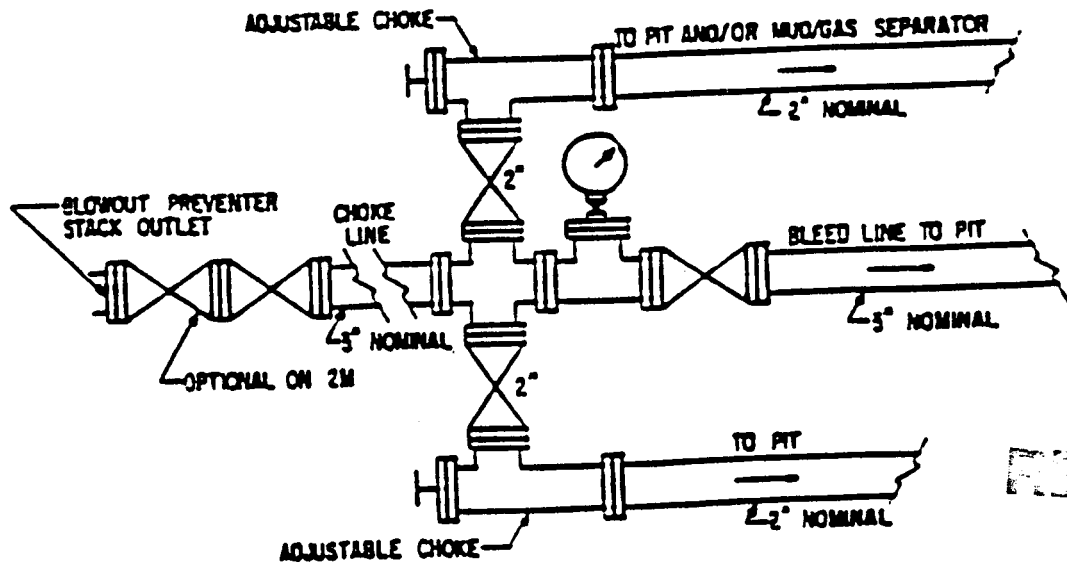 ADJUSTABLE CHOKE
TO PIT AND/OR MUD/GAS SEPARATOR
2" NOMINAL
2"
BLOWOUT PREVENTER
STACK OUTLET
CHOKE
LINE
BLEED LINE TO PIT
3" NOMINAL
3" NOMINAL
OPTIONAL ON 2M
2"
TO PIT
2" NOMINAL
ADJUSTABLE CHOKE